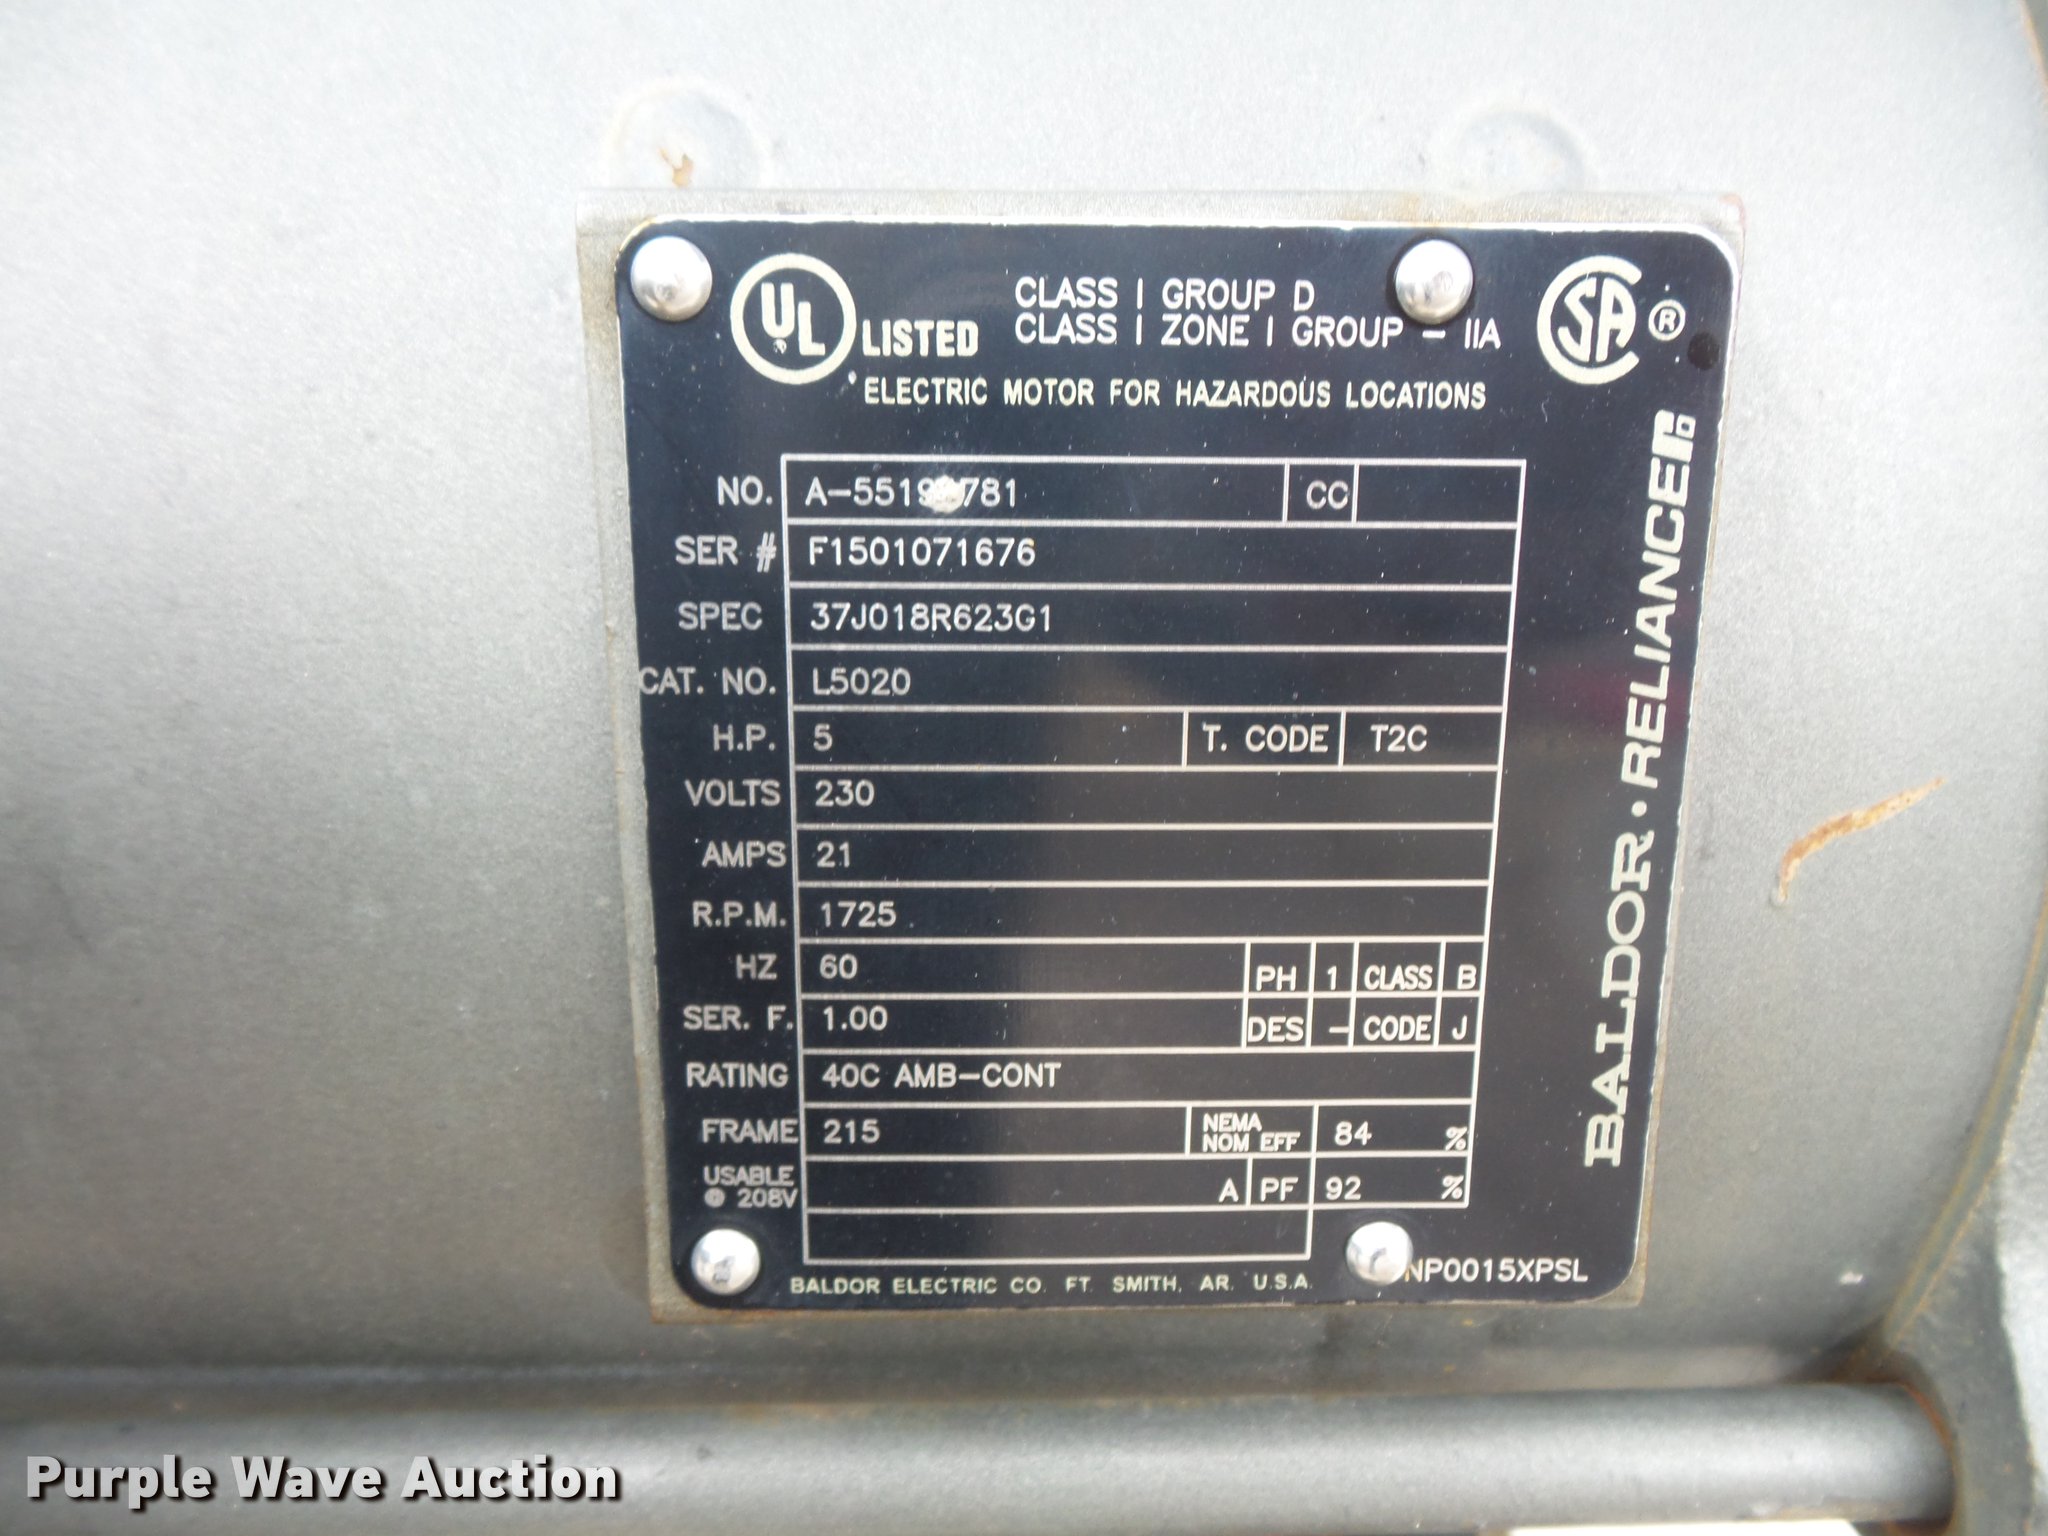 UL LISTED
CLASS I GROUP D
CLASS I ZONE I GROUP - IIA
SA ®
ELECTRIC MOTOR FOR HAZARDOUS LOCATIONS
NO. CC
SER # F1501071676
SPEC 37J018R623G1
CAT. NO. L5020
H.P. 5 T. CODE T2C
VOLTS 230
AMPS 21
R.P.M. 1725
HZ 60 PH 1 CLASS B
SER. F. 1.00 DES - CODE J
RATING 40C AMB-CONT
FRAME 215 NEMA NOM EFF 84 %
USABLE @ 208V A PF 92 %
BALDOR ELECTRIC CO. FT. SMITH, AR. U.S.A.
NP0015XPSL
BALDOR · RELIANCE
Purple Wave Auction